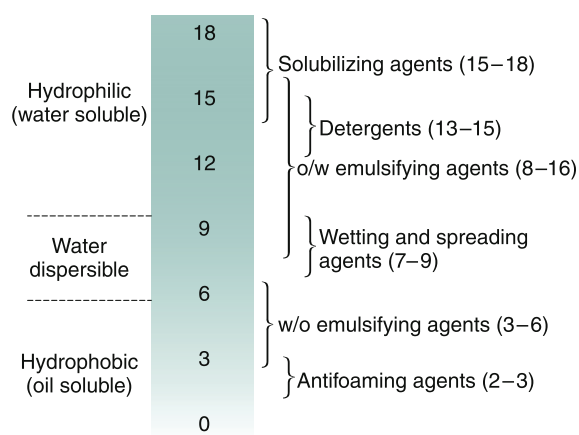 18
Solubilizing agents (15–18)
Hydrophilic
(water soluble)
15
Detergents (13–15)
12
o/w emulsifying agents (8–16)
9
Wetting and spreading
agents (7–9)
Water
dispersible
6
w/o emulsifying agents (3–6)
3
Hydrophobic
(oil soluble)
Antifoaming agents (2–3)
0